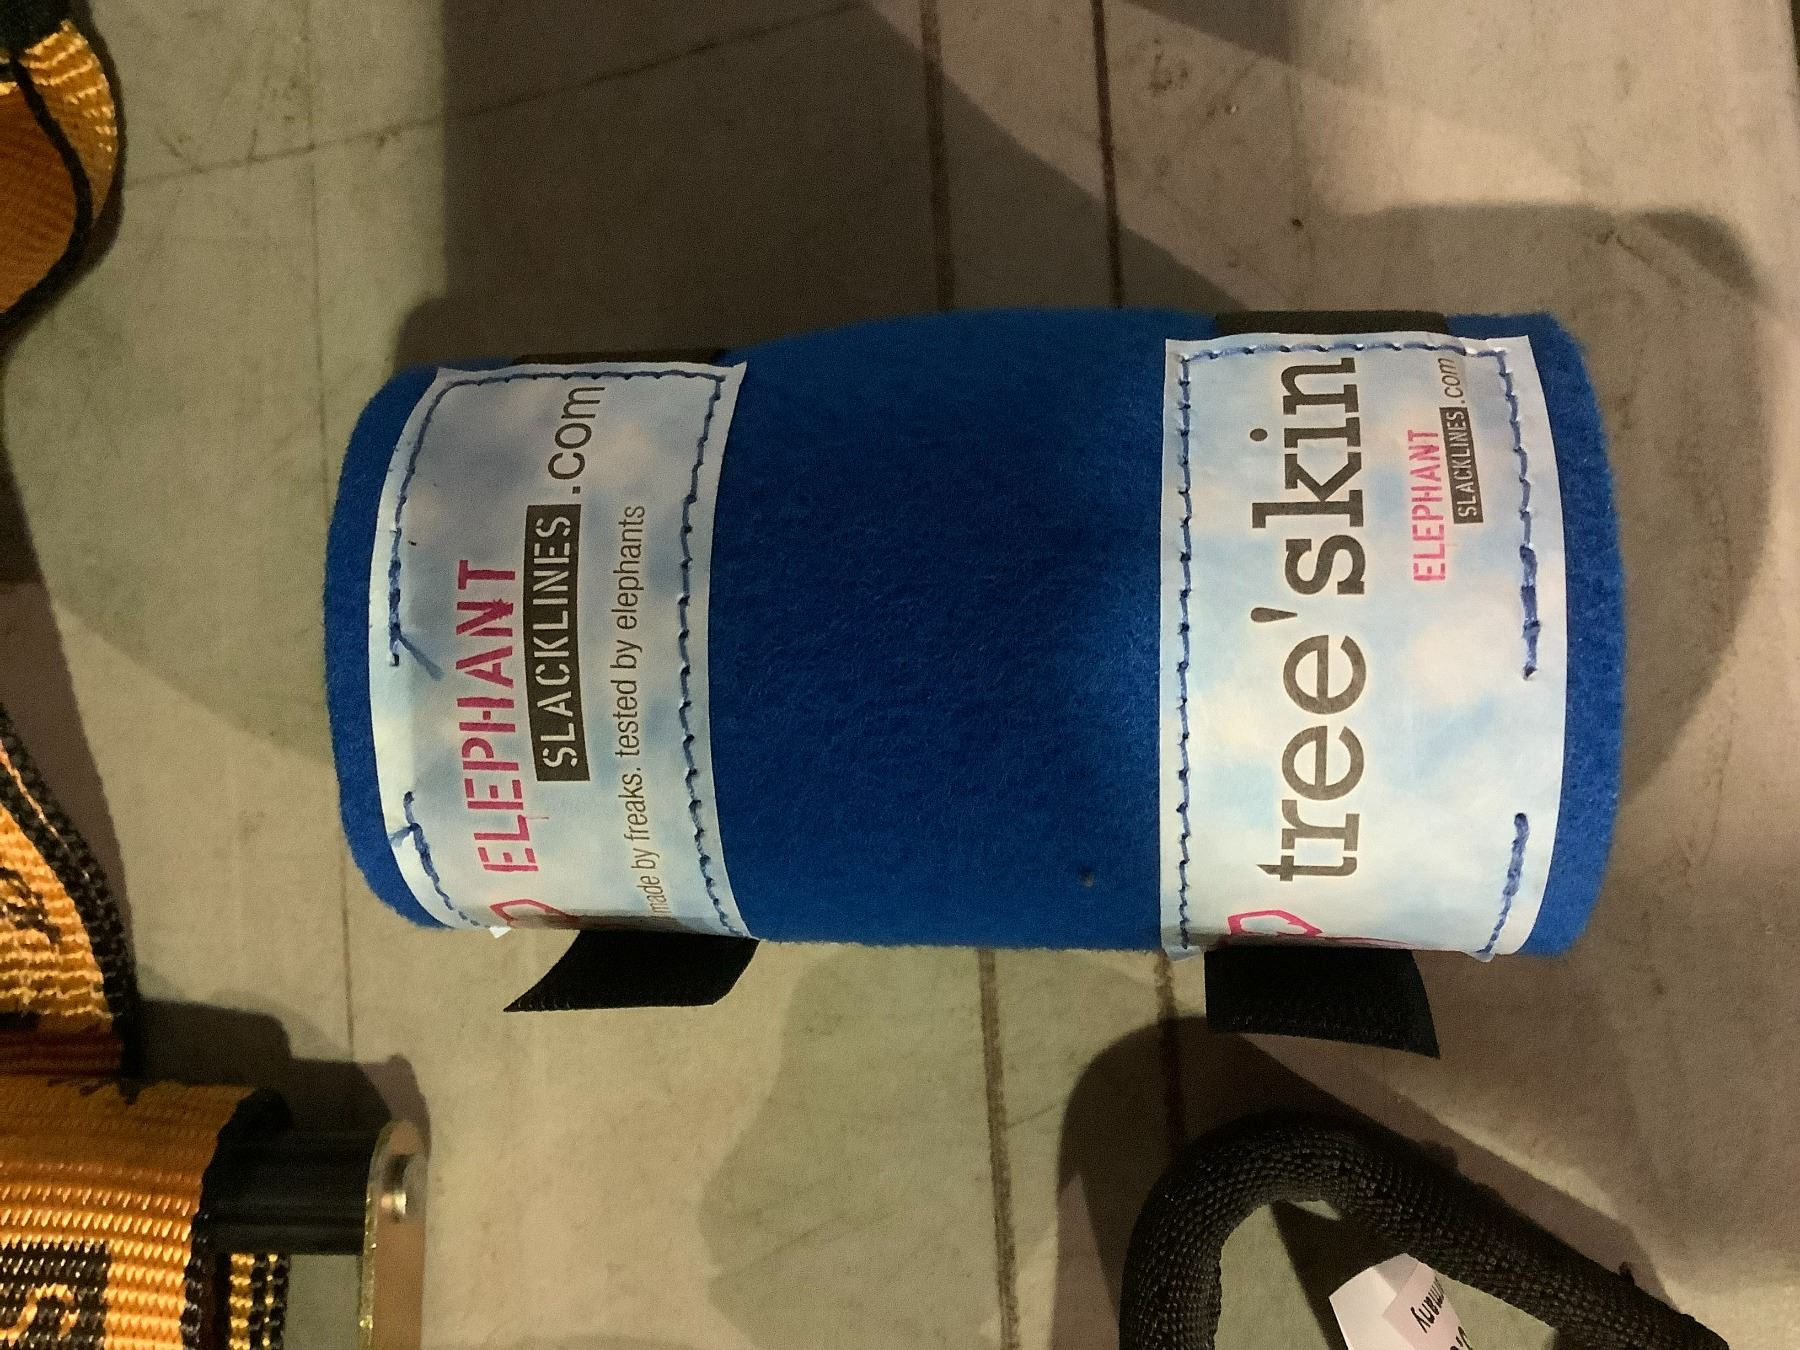 ELEPHANT
SLACKLINES.com
made by freaks. tested by elephants
tree'skin
ELEPHANT
SLACKLINES.com